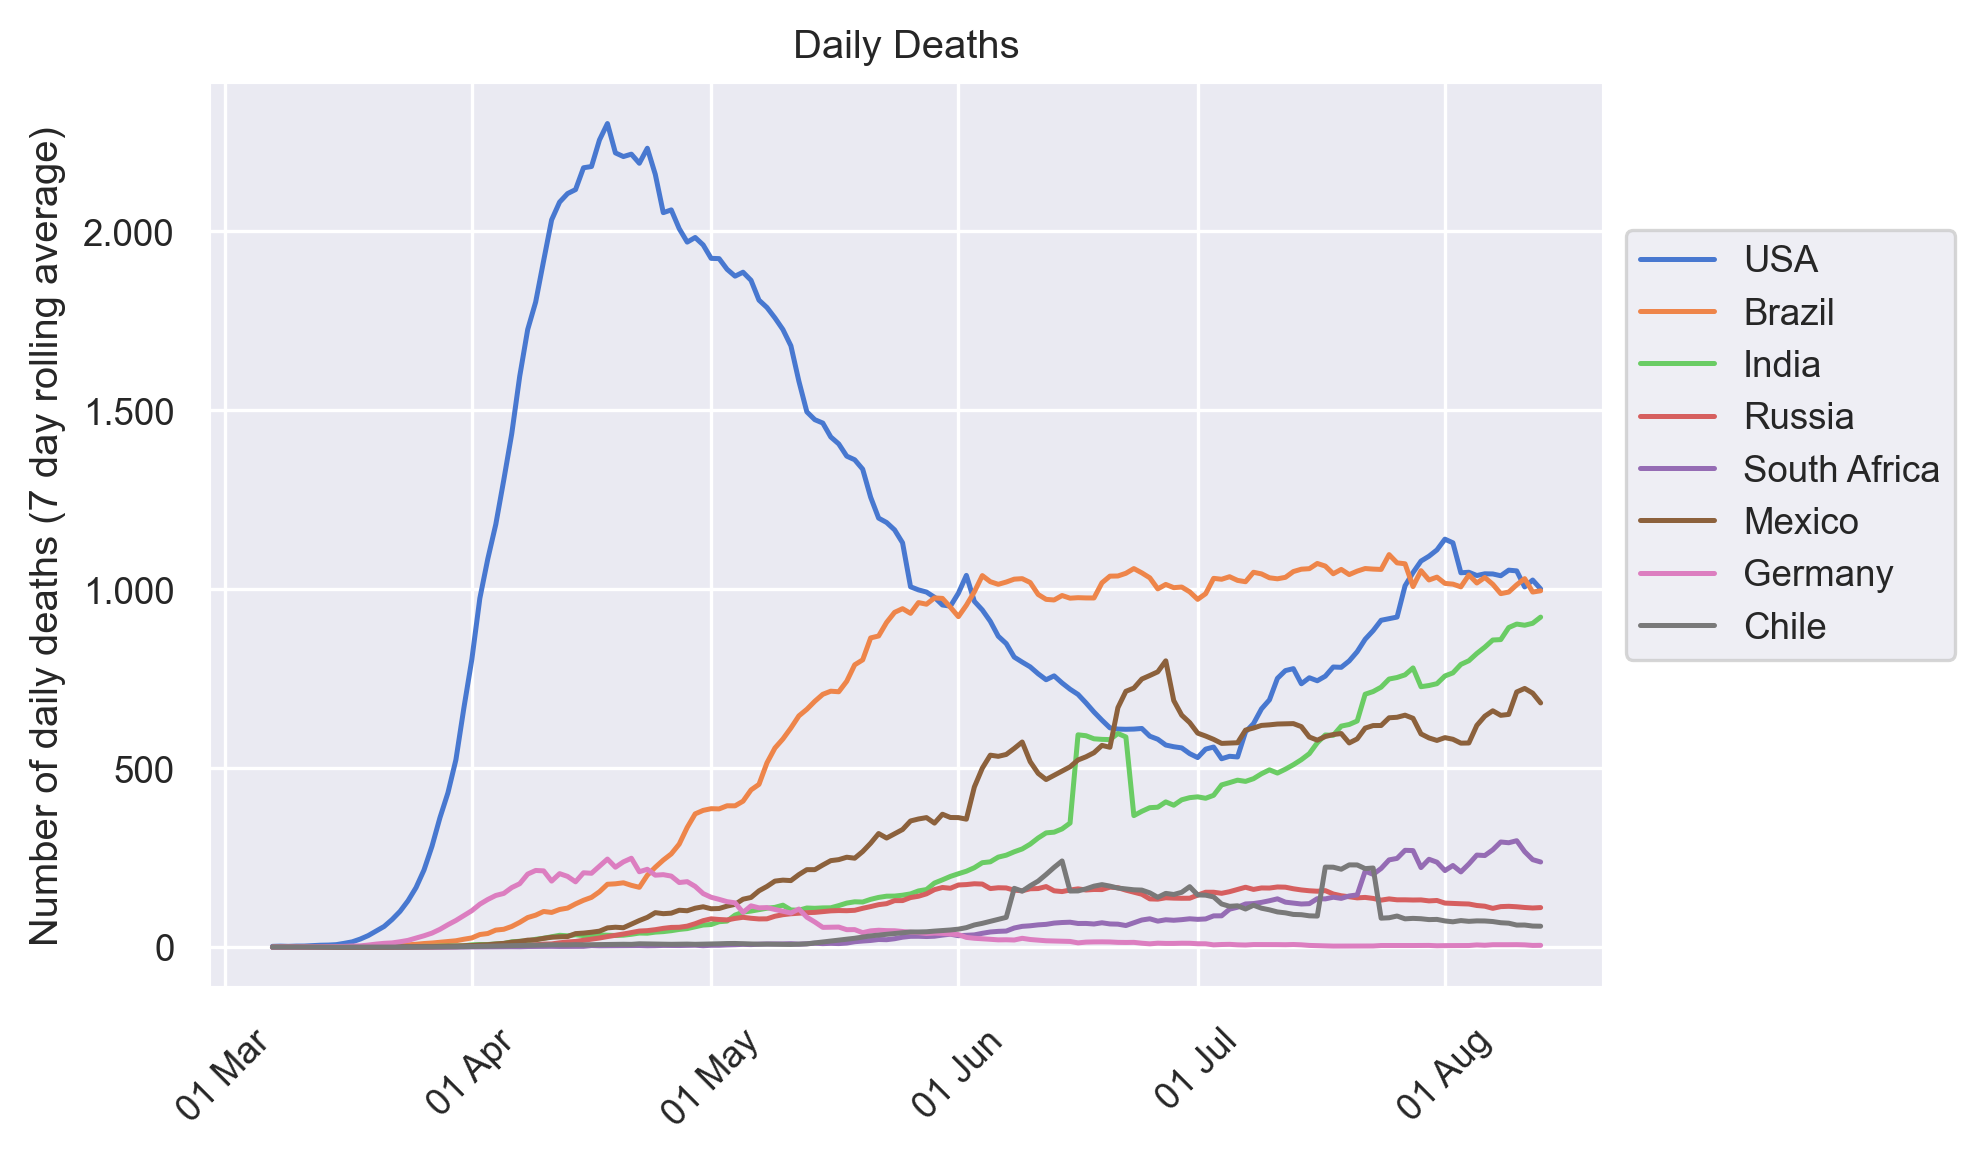 Daily Deaths
Number of daily deaths (7 day rolling average)
2.000
1.500
1.000
500
0
01 Mar
01 Apr
01 May
01 Jun
01 Jul
01 Aug
USA
Brazil
India
Russia
South Africa
Mexico
Germany
Chile